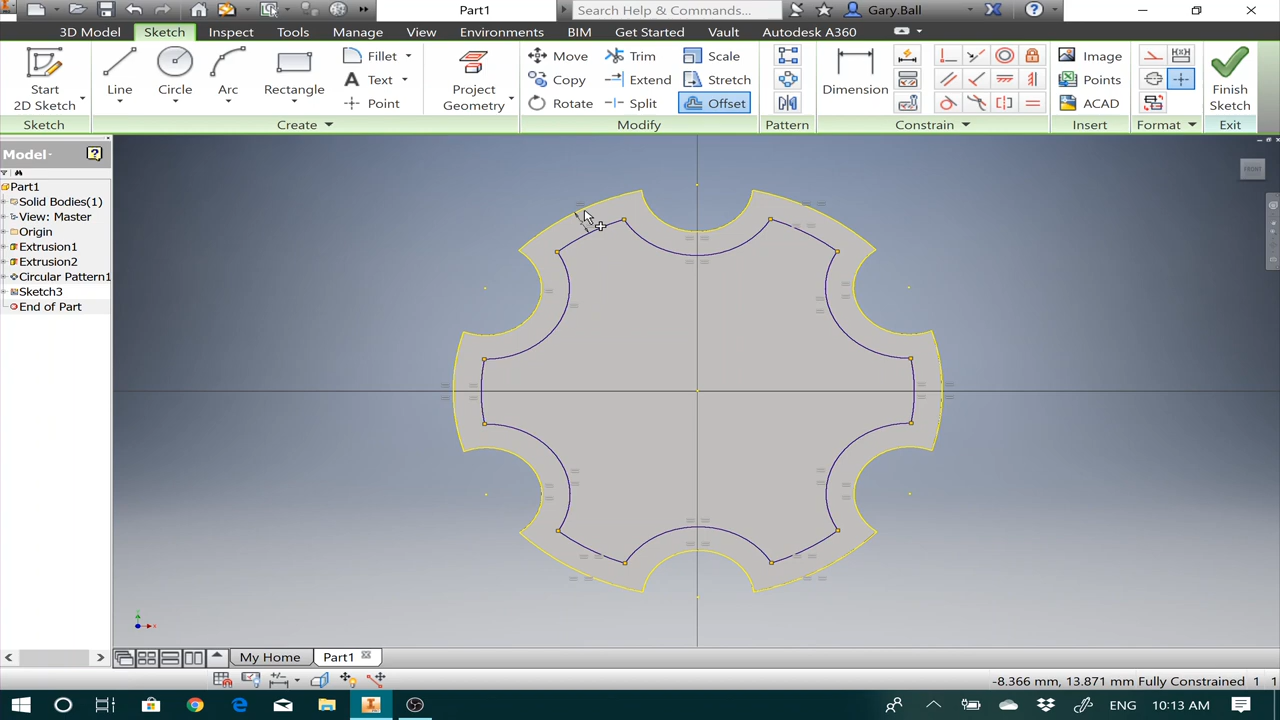 Part1
Search Help & Commands...
Gary.Ball
3D Model
Sketch
Inspect
Tools
Manage
View
Environments
BIM
Get Started
Vault
Autodesk A360
Start
2D Sketch
Line
Circle
Arc
Rectangle
Fillet
Text
Point
Project
Geometry
Move
Copy
Rotate
Trim
Extend
Split
Scale
Stretch
Offset
Dimension
Image
Points
ACAD
Finish
Sketch
Sketch
Create
Modify
Pattern
Constrain
Insert
Format
Exit
Model
Part1
Solid Bodies(1)
View: Master
Origin
Extrusion1
Extrusion2
Circular Pattern1
Sketch3
End of Part
FRONT
My Home
Part1
-8.366 mm, 13.871 mm Fully Constrained 1 1
ENG
10:13 AM